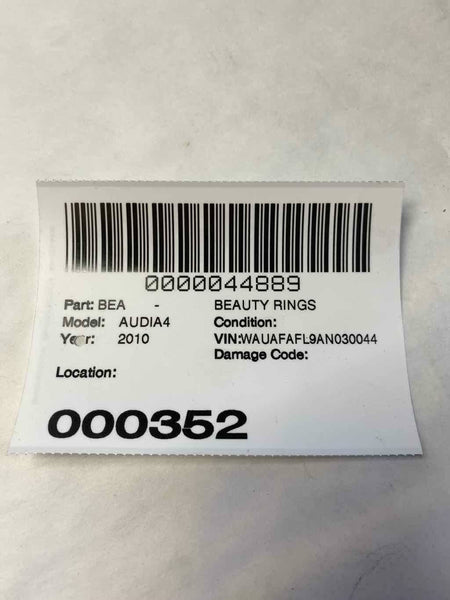 0000044889
Part: BEA - BEAUTY RINGS
Model: AUDIA4 Condition:
Year: 2010 VIN:WAUAFAFL9AN030044
Damage Code:
Location:
000352